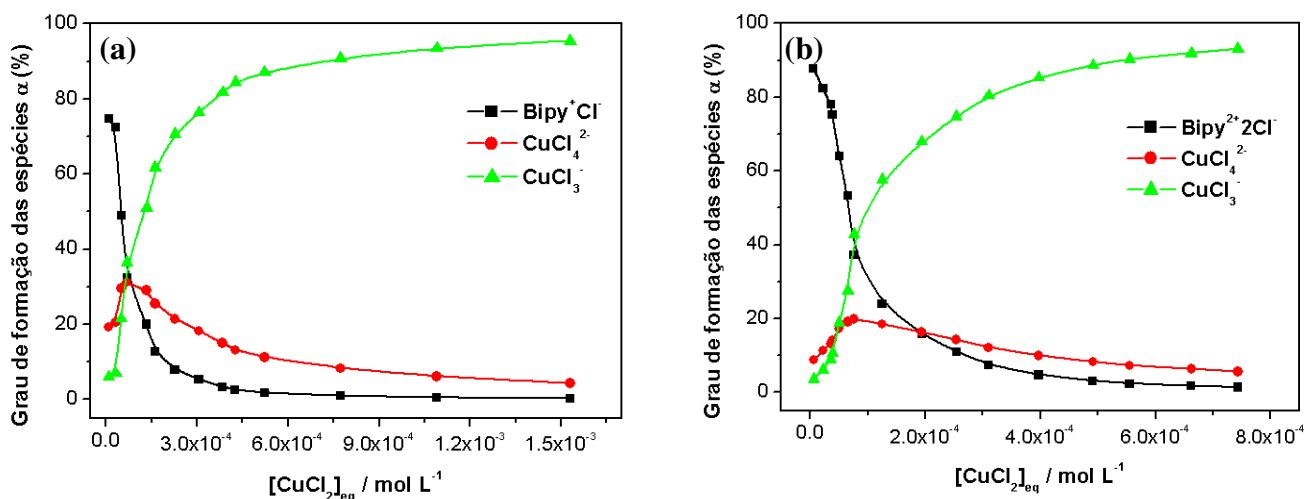 (a)
Grau de formação das espécies α (%)
100
80
60
40
20
0
Bipy⁺Cl⁻
CuCl₄²⁻
CuCl₃⁻
0.0
3.0x10⁻⁴
6.0x10⁻⁴
9.0x10⁻⁴
1.2x10⁻³
1.5x10⁻³
[CuCl₂]eq / mol L⁻¹
(b)
Grau de formação das espécies α (%)
100
80
60
40
20
0
Bipy²⁺2Cl⁻
CuCl₄²⁻
CuCl₃⁻
0.0
2.0x10⁻⁴
4.0x10⁻⁴
6.0x10⁻⁴
8.0x10⁻⁴
[CuCl₂]eq / mol L⁻¹